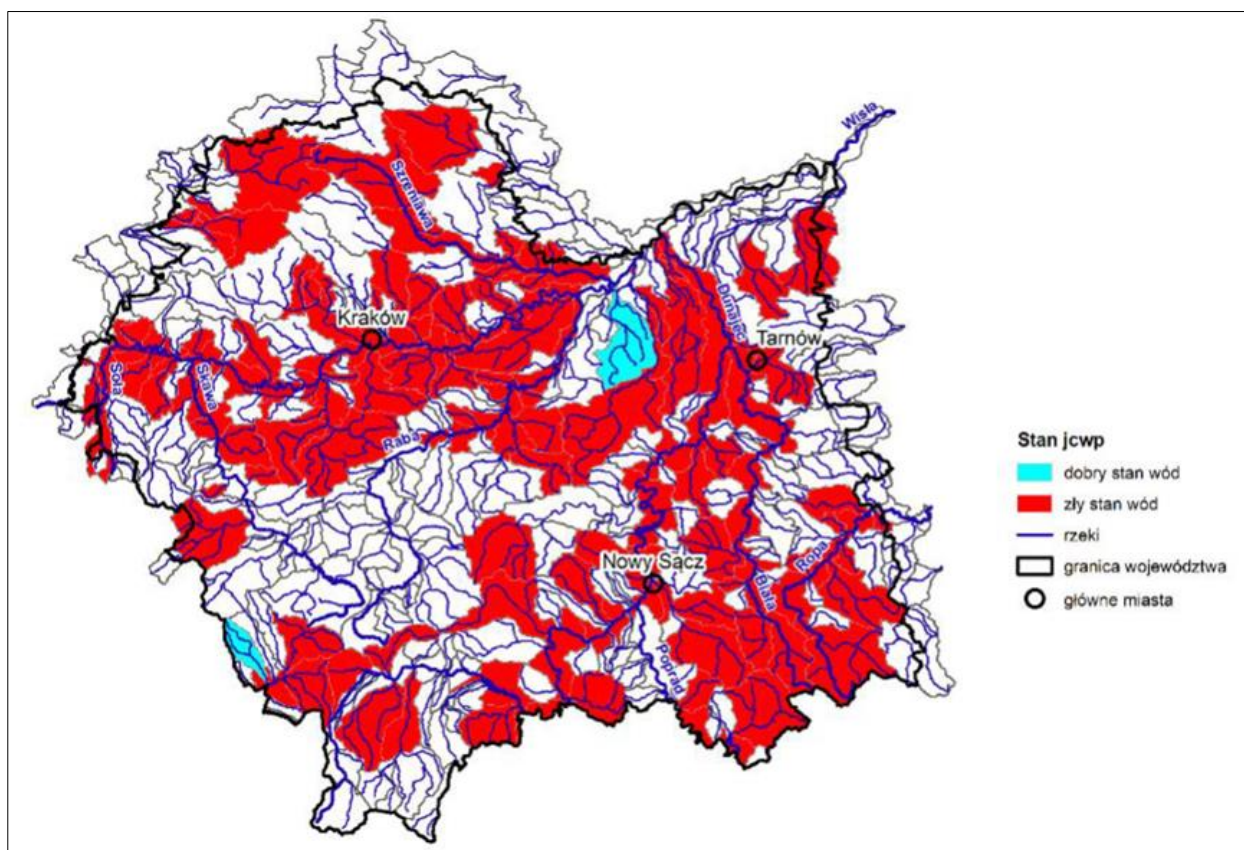 Wisła
Szreniawa
Kraków
Dunajec
Tarnów
Soła
Skawa
Raba
Nowy Sącz
Ropa
Biała
Poprad
Stan jcwp
dobry stan wód
zły stan wód
rzeki
granica województwa
główne miasta